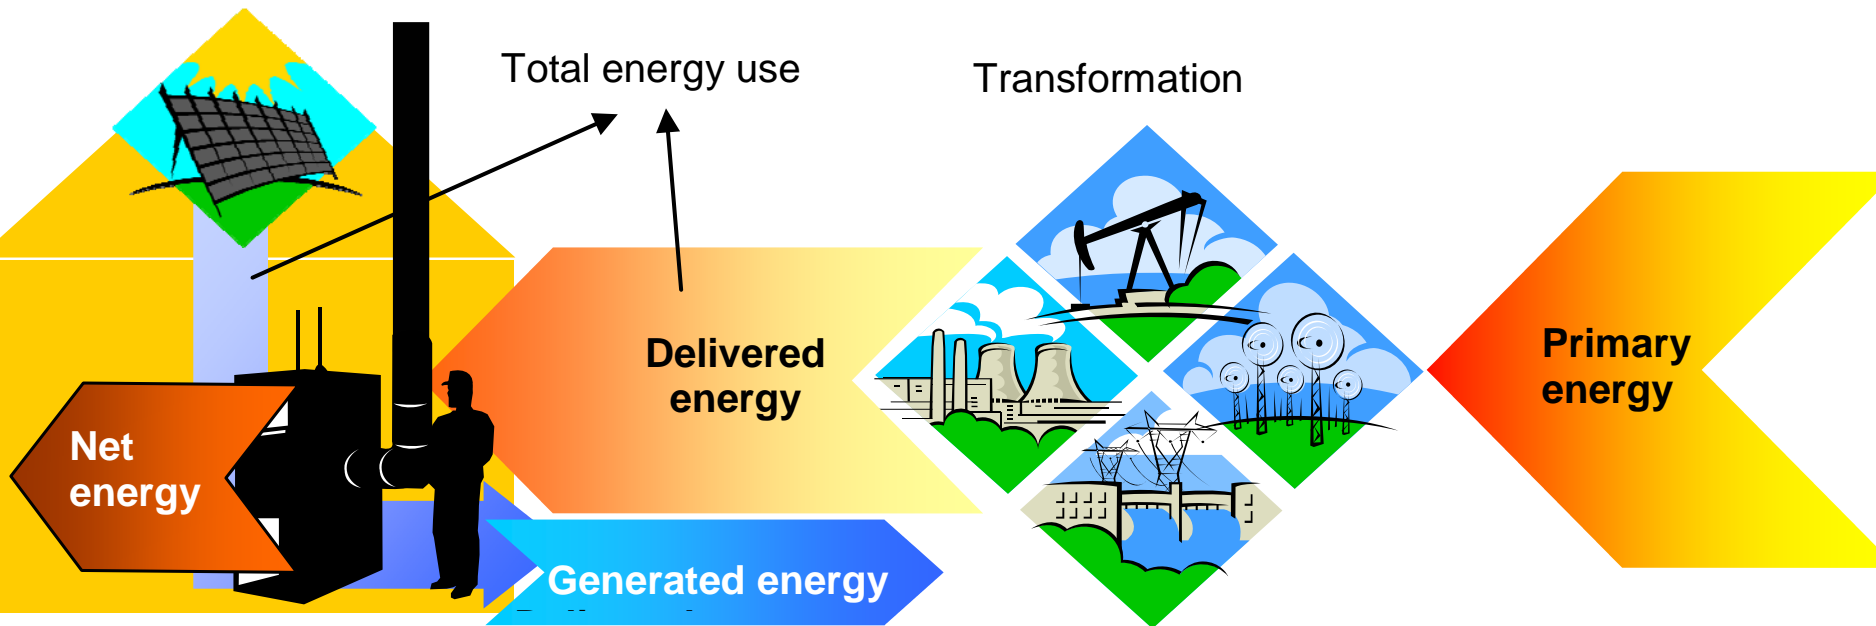 Total energy use
Transformation
Delivered
energy
Primary
energy
Net
energy
Generated energy